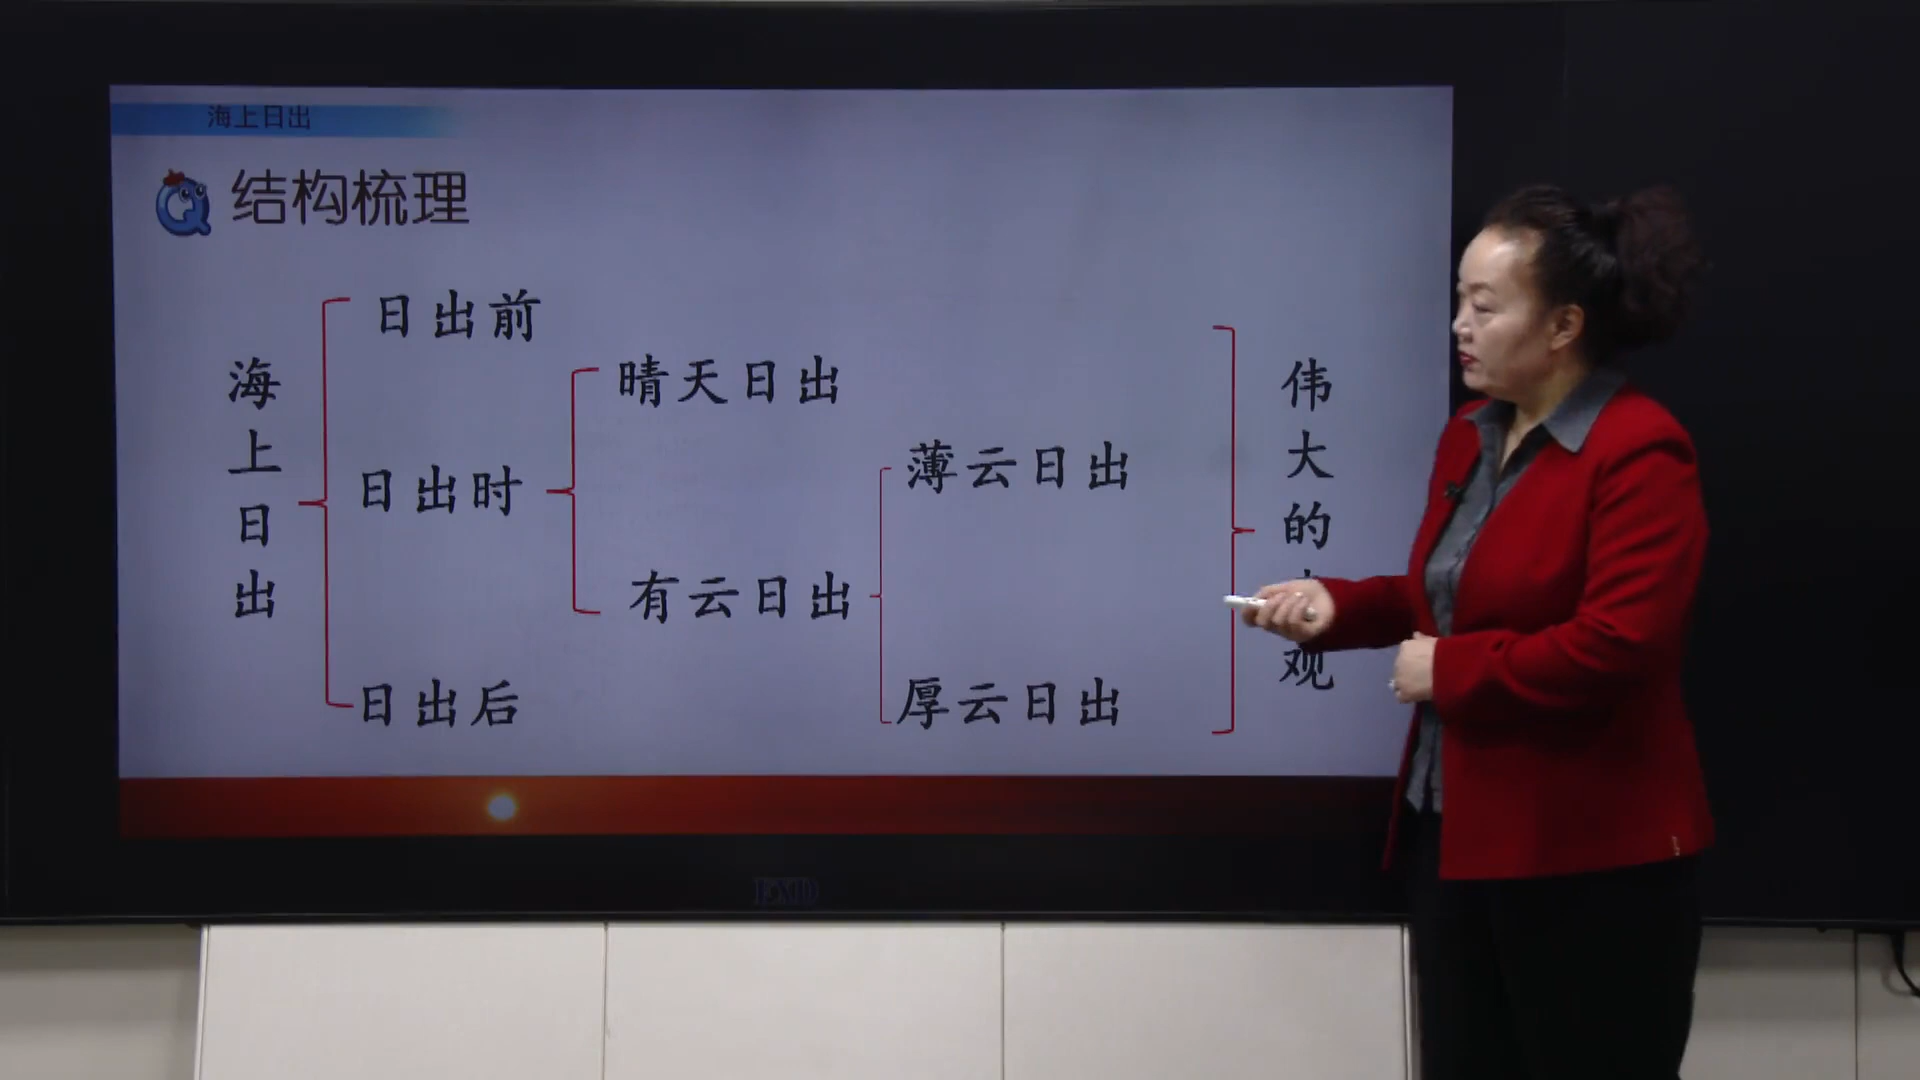 海上日出
结构梳理
海上日出
日出前
日出时
日出后
晴天日出
有云日出
薄云日出
厚云日出
伟大的
观